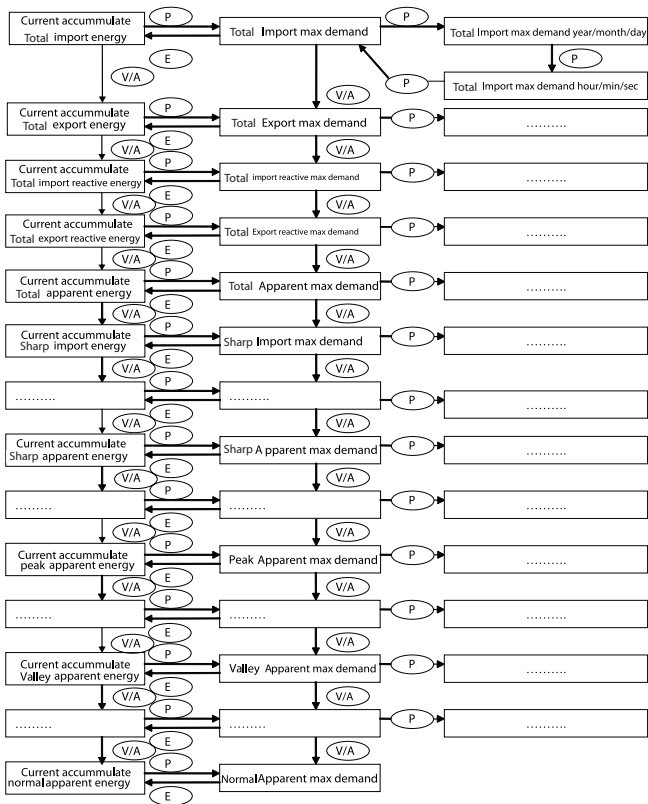 P
P
Current accummulate
Total import energy
Total Import max demand
Total Import max demand year/month/day
E
P
V/A
P
Total Import max demand hour/min/sec
V/A
P
P
Current accummulate
Total export energy
Total Export max demand
.........
V/A
E
V/A
P
P
Current accummulate
Total import reactive energy
Total import reactive max demand
.........
V/A
E
V/A
P
P
Current accummulate
Total export reactive energy
Total Export reactive max demand
.........
V/A
E
V/A
P
P
Current accummulate
Total apparent energy
Total Apparent max demand
.........
V/A
E
V/A
P
P
Current accummulate
Sharp import energy
Sharp Import max demand
.........
V/A
E
V/A
P
P
.........
.........
.........
V/A
E
V/A
P
P
Current accummulate
Sharp apparent energy
Sharp A pparent max demand
.........
V/A
E
V/A
P
P
.........
.........
.........
V/A
E
V/A
P
P
Current accummulate
peak apparent energy
Peak Apparent max demand
.........
V/A
E
V/A
P
P
.........
.........
.........
V/A
E
V/A
P
P
Current accummulate
Valley apparent energy
Valley Apparent max demand
.........
V/A
E
V/A
P
P
.........
.........
.........
V/A
E
V/A
P
Current accummulate
normal apparent energy
Normal Apparent max demand
E